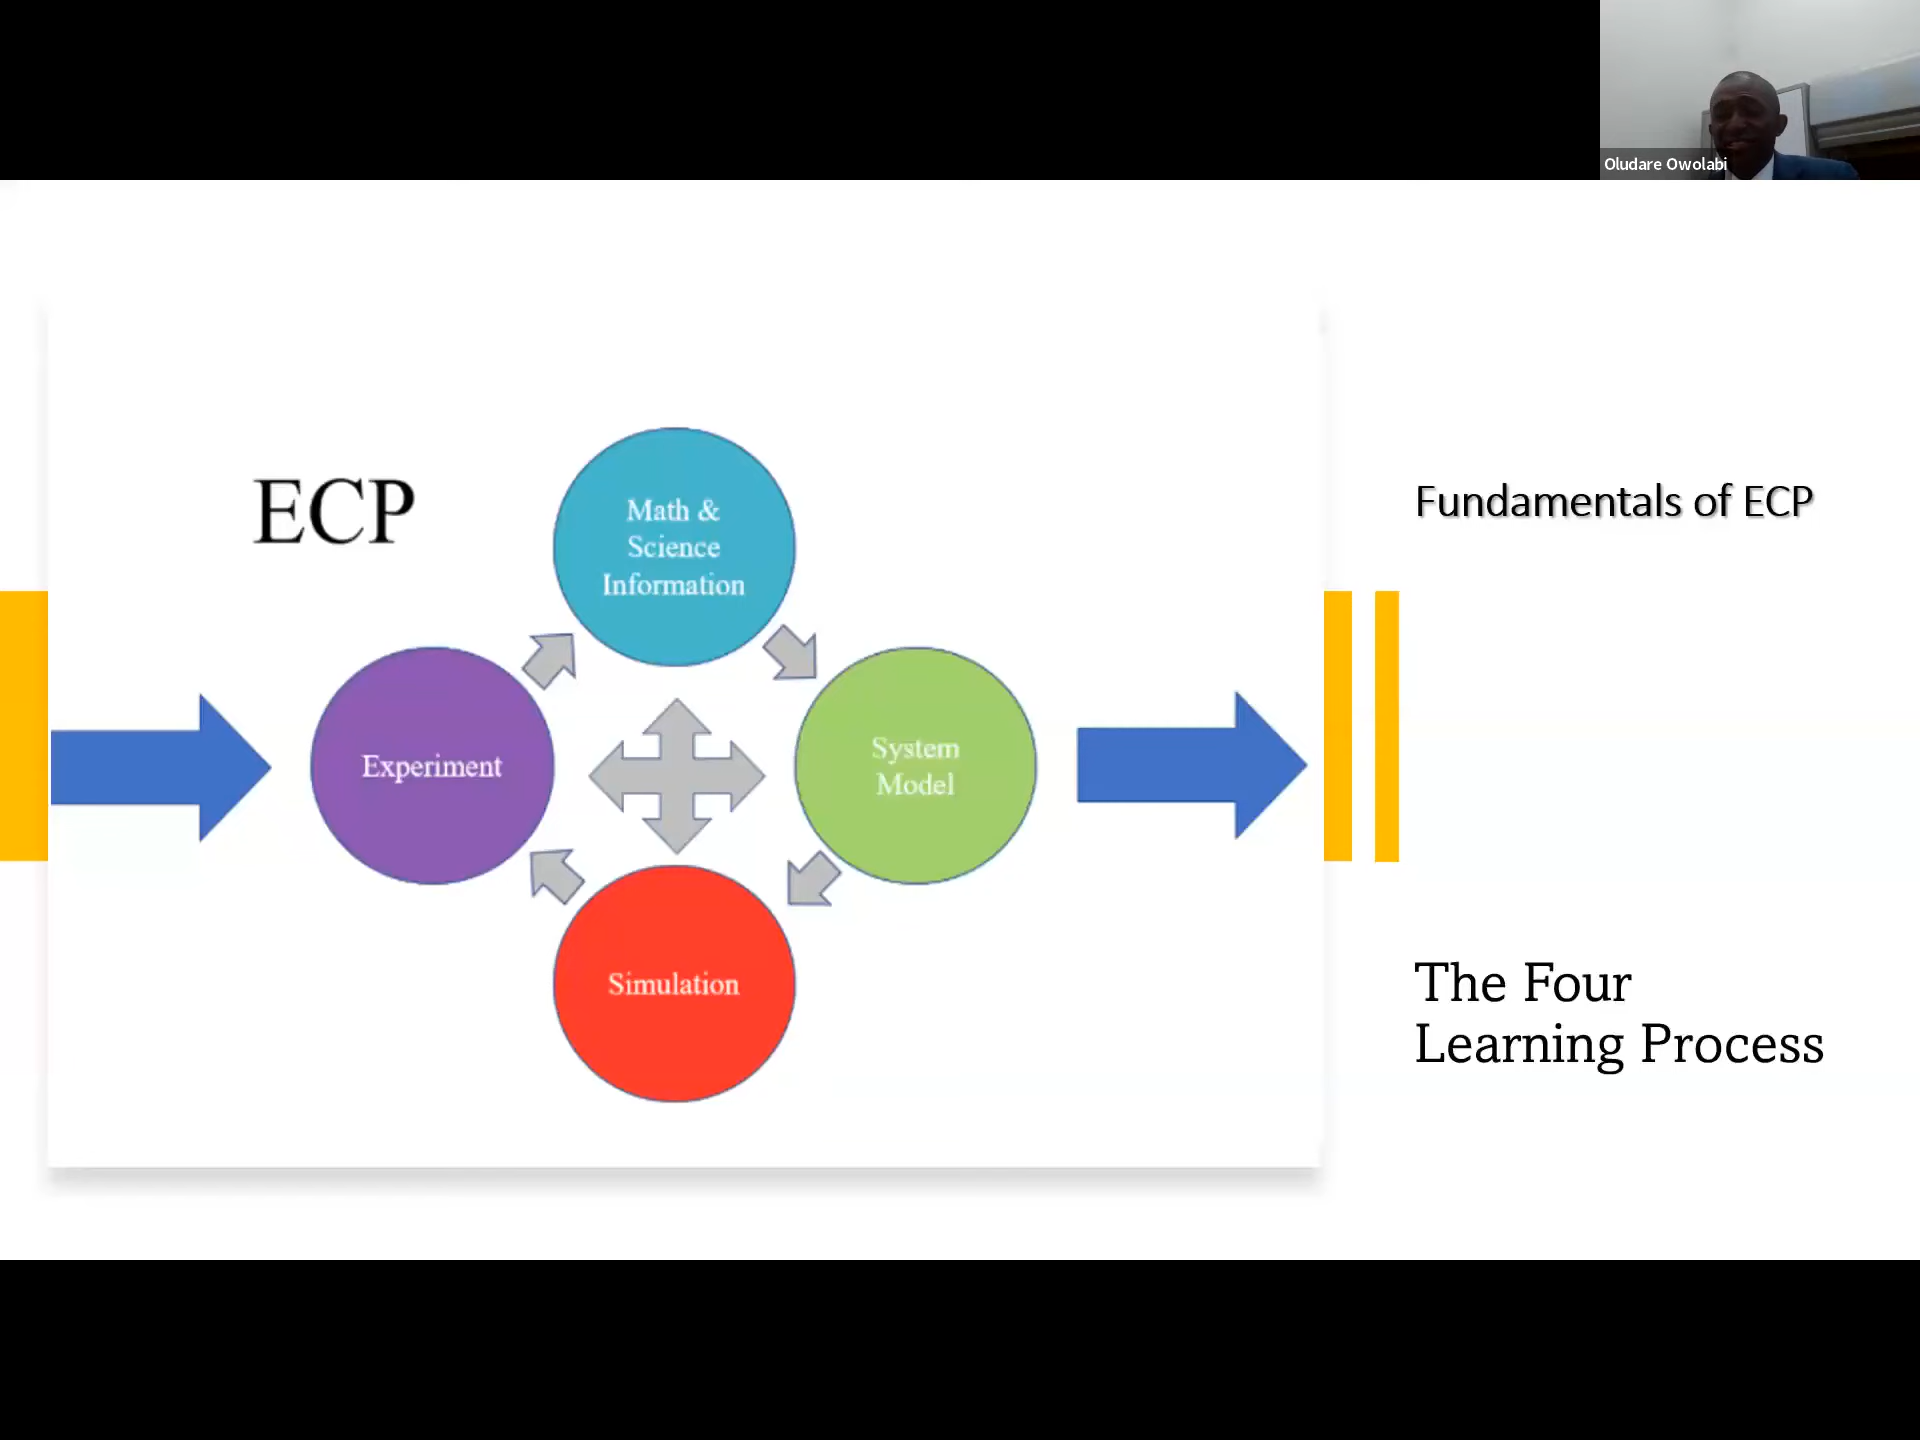 Oludare Owolabi
ECP
Math &
Science
Information
Experiment
System
Model
Simulation
Fundamentals of ECP
The Four
Learning Process